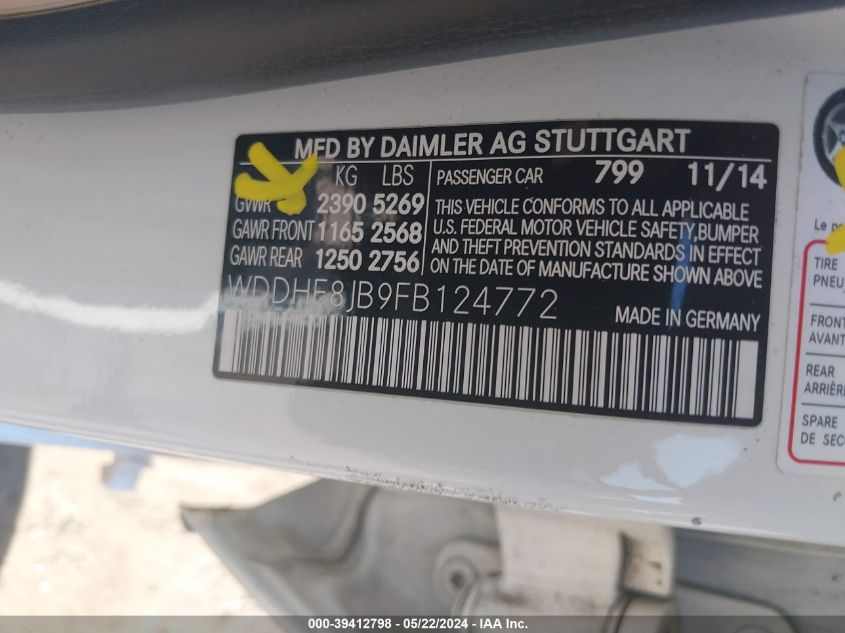 MFD BY DAIMLER AG STUTTGART
KG LBS
GVWR 2390 5269
GAWR FRONT 1165 2568
GAWR REAR 1250 2756
PASSENGER CAR 799 11/14
THIS VEHICLE CONFORMS TO ALL APPLICABLE
U.S. FEDERAL MOTOR VEHICLE SAFETY, BUMPER
AND THEFT PREVENTION STANDARDS IN EFFECT
ON THE DATE OF MANUFACTURE SHOWN ABOVE
WDDHF8JB9FB124772
MADE IN GERMANY
Le
TIRE
PNEU
FRONT
AVANT
REAR
ARRIÈRE
SPARE
DE SEC
000-39412798 - 05/22/2024 - IAA Inc.